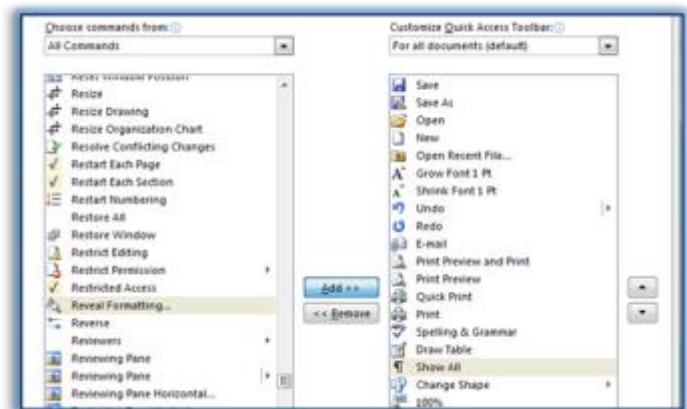 Choose commands from:
All Commands
Reset Window Position
Resize
Resize Drawing
Resize Organization Chart
Resolve Conflicting Changes
Restart Each Page
Restart Each Section
Restart Numbering
Restore All
Restore Window
Restrict Editing
Restrict Permission
Restricted Access
Reveal Formatting...
Reverse
Reviewers
Reviewing Pane
Reviewing Pane
Reviewing Pane Horizontal...
Add >>
<< Remove
Customize Quick Access Toolbar:
For all documents (default)
Save
Save As
Open
New
Open Recent File...
Grow Font 1 Pt
Shrink Font 1 Pt
Undo
Redo
E-mail
Print Preview and Print
Print Preview
Quick Print
Print
Spelling & Grammar
Draw Table
Show All
Change Shape
100%